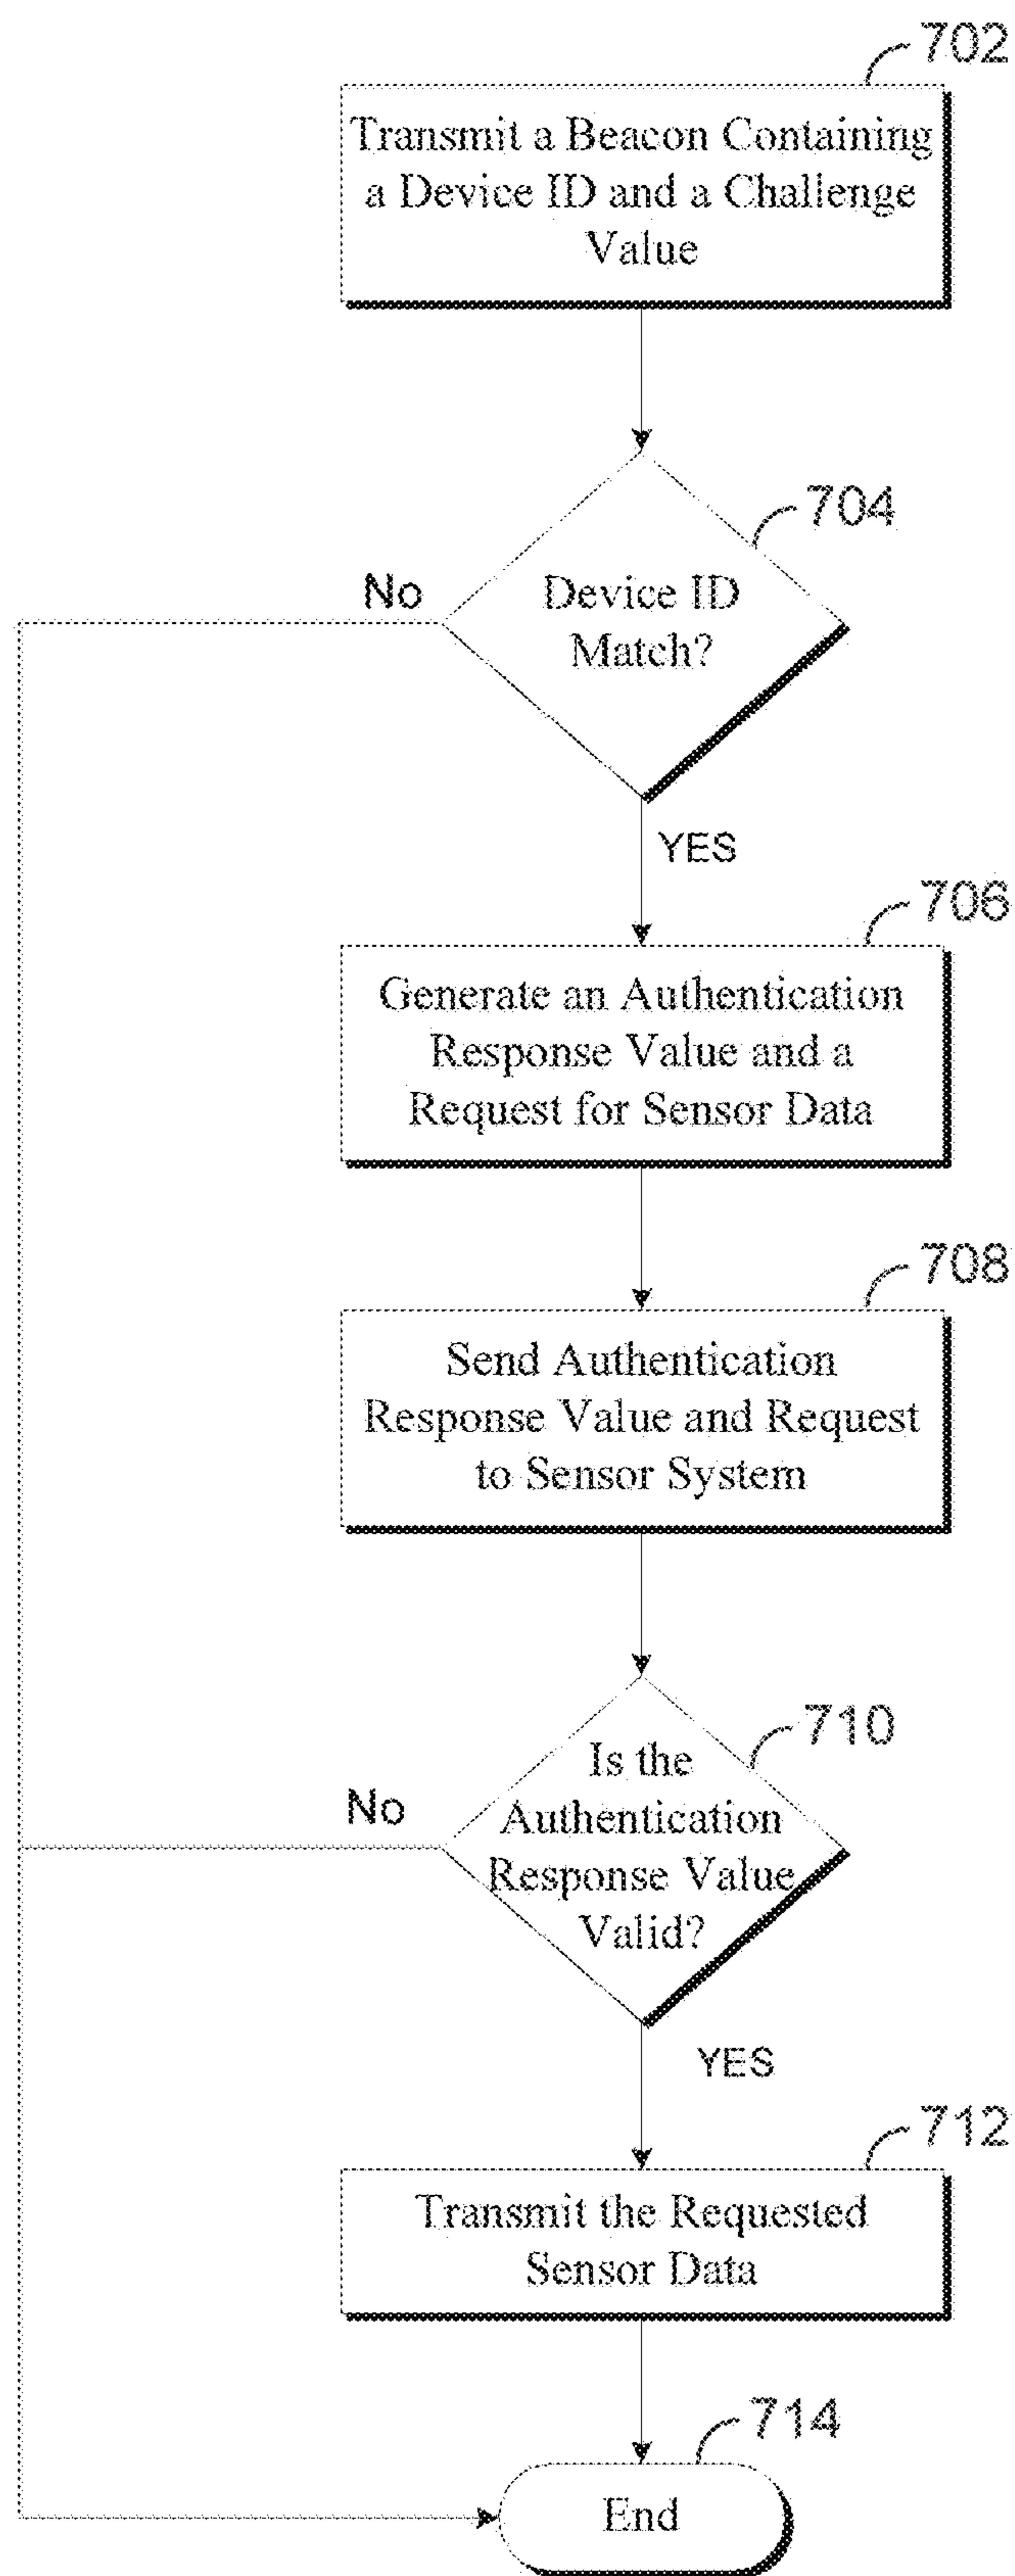 702
Transmit a Beacon Containing
a Device ID and a Challenge
Value
704
No
Device ID
Match?
YES
706
Generate an Authentication
Response Value and a
Request for Sensor Data
708
Send Authentication
Response Value and Request
to Sensor System
710
No
Is the
Authentication
Response Value
Valid?
YES
712
Transmit the Requested
Sensor Data
714
End